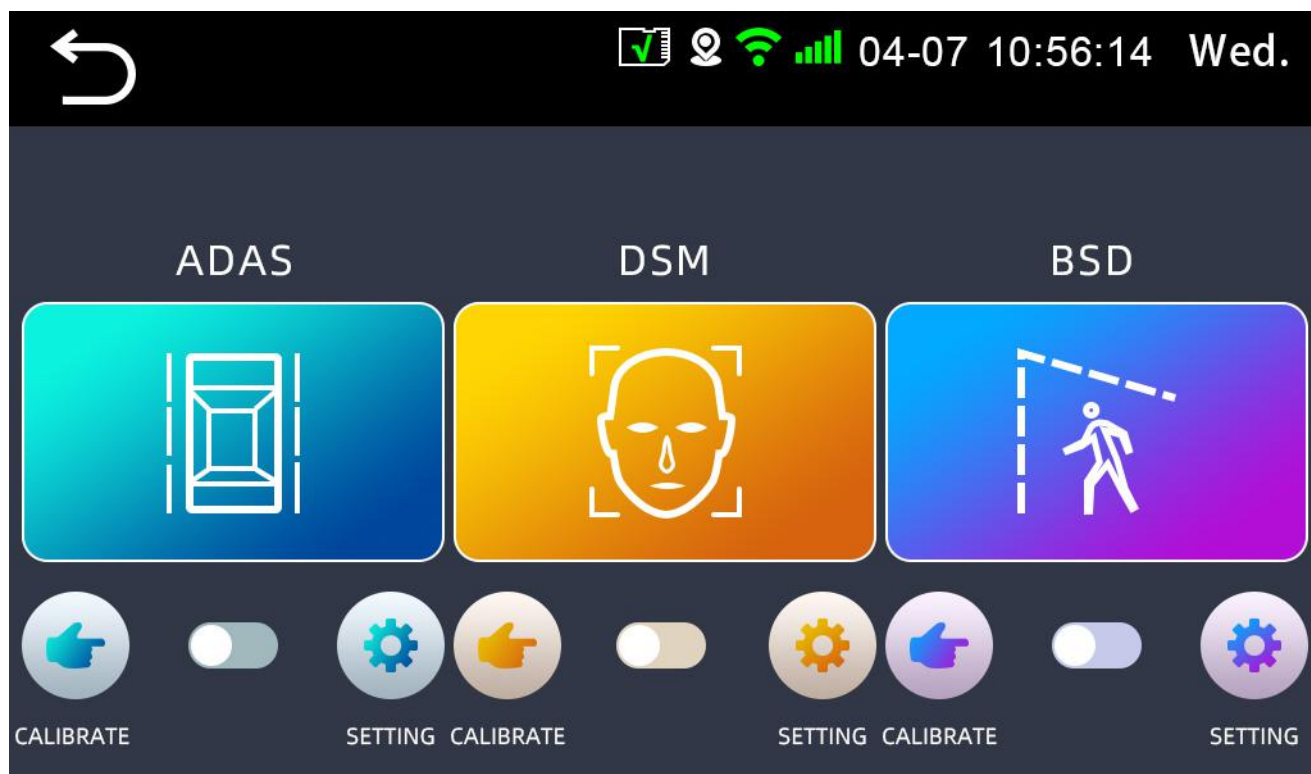 04-07 10:56:14 Wed.
ADAS DSM BSD
CALIBRATE SETTING CALIBRATE SETTING CALIBRATE SETTING